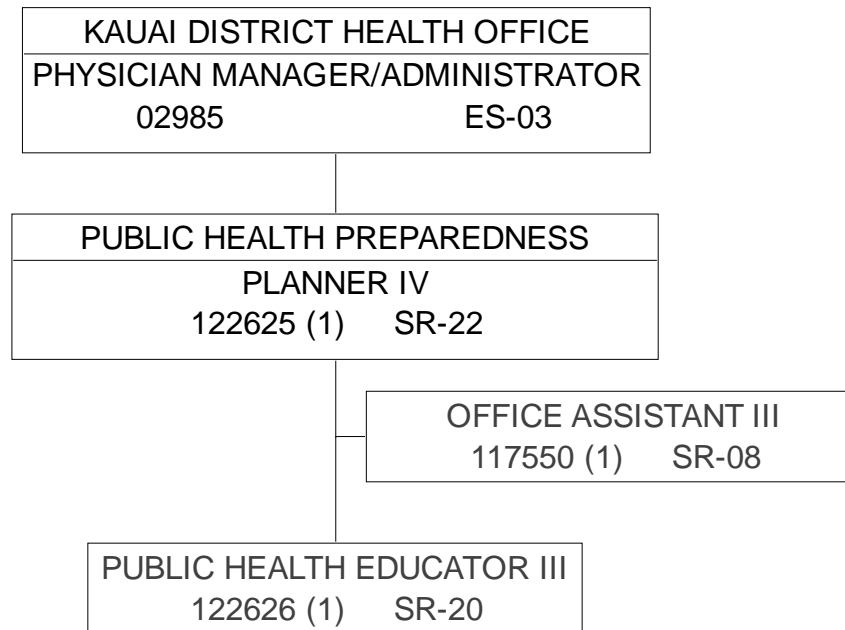 KAUAI DISTRICT HEALTH OFFICE
PHYSICIAN MANAGER/ADMINISTRATOR
02985 ES-03
PUBLIC HEALTH PREPAREDNESS
PLANNER IV
122625 (1) SR-22
OFFICE ASSISTANT III
117550 (1) SR-08
PUBLIC HEALTH EDUCATOR III
122626 (1) SR-20